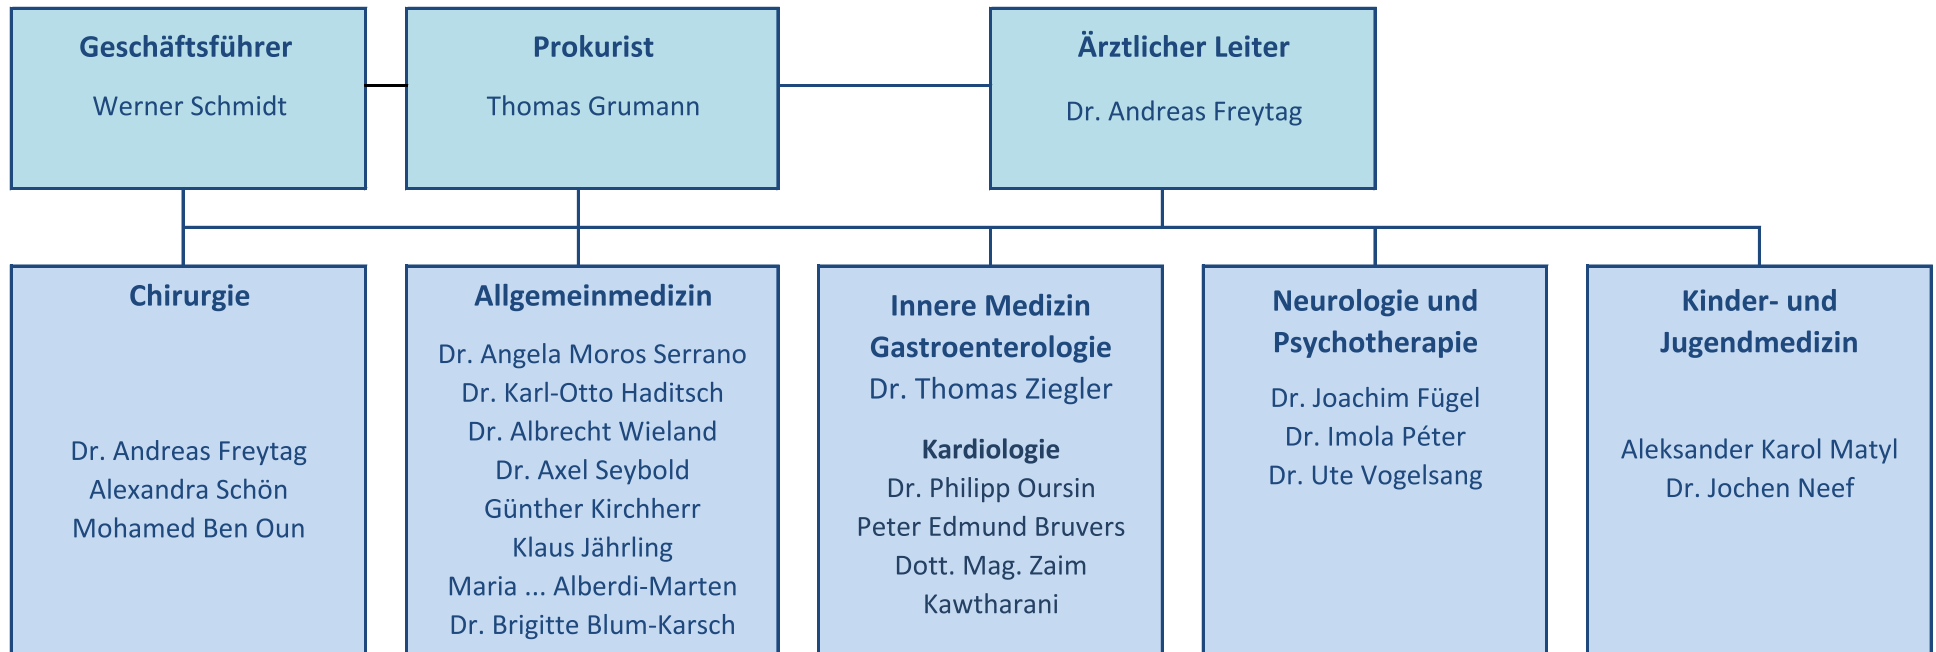 Geschäftsführer
Werner Schmidt
Prokurist
Thomas Grumann
Ärztlicher Leiter
Dr. Andreas Freytag
Chirurgie
Dr. Andreas Freytag
Alexandra Schön
Mohamed Ben Oun
Allgemeinmedizin
Dr. Angela Moros Serrano
Dr. Karl-Otto Haditsch
Dr. Albrecht Wieland
Dr. Axel Seybold
Günther Kirchherr
Klaus Jährling
Maria ... Alberdi-Marten
Dr. Brigitte Blum-Karsch
Innere Medizin
Gastroenterologie
Dr. Thomas Ziegler
Kardiologie
Dr. Philipp Oursin
Peter Edmund Bruvers
Dott. Mag. Zaim
Kawtharani
Neurologie und
Psychotherapie
Dr. Joachim Fügel
Dr. Imola Péter
Dr. Ute Vogelsang
Kinder- und
Jugendmedizin
Aleksander Karol Matyl
Dr. Jochen Neef